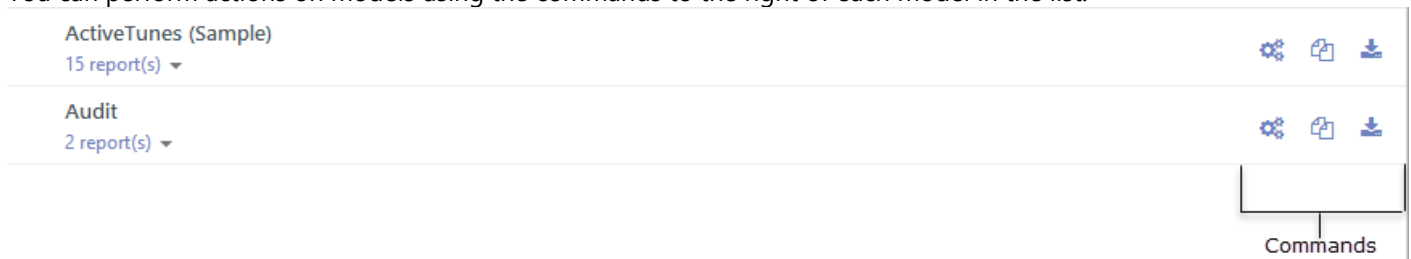 You can perform actions on models using the commands to the right of each model in the list.
ActiveTunes (Sample)
15 report(s)
Audit
2 report(s)
Commands